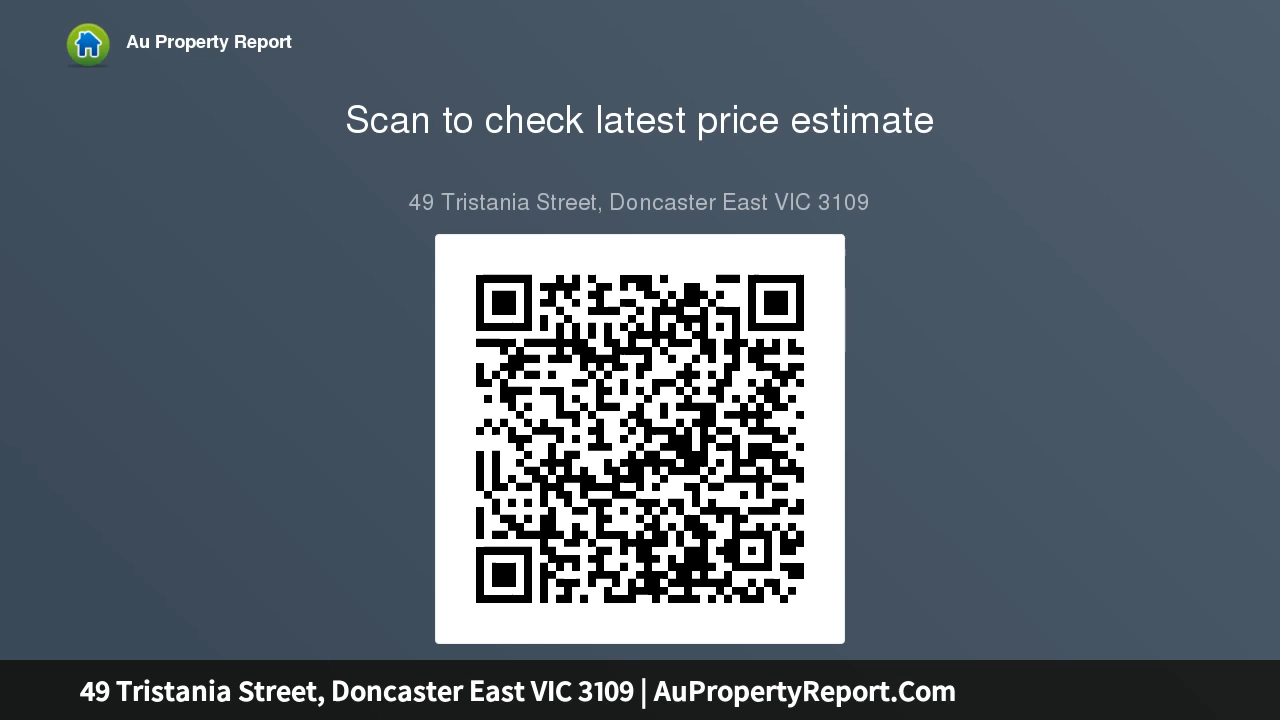 Au Property Report
Scan to check latest price estimate
49 Tristania Street, Doncaster East VIC 3109
49 Tristania Street, Doncaster East VIC 3109 | AuPropertyReport.Com